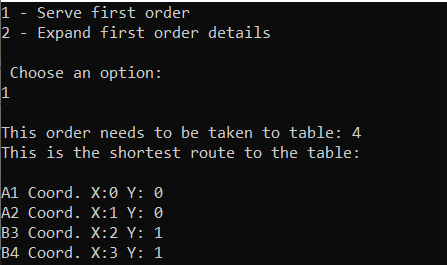 1 - Serve first order
2 - Expand first order details
Choose an option:
1
This order needs to be taken to table: 4
This is the shortest route to the table:
A1 Coord. X:0 Y: 0
A2 Coord. X:1 Y: 0
B3 Coord. X:2 Y: 1
B4 Coord. X:3 Y: 1